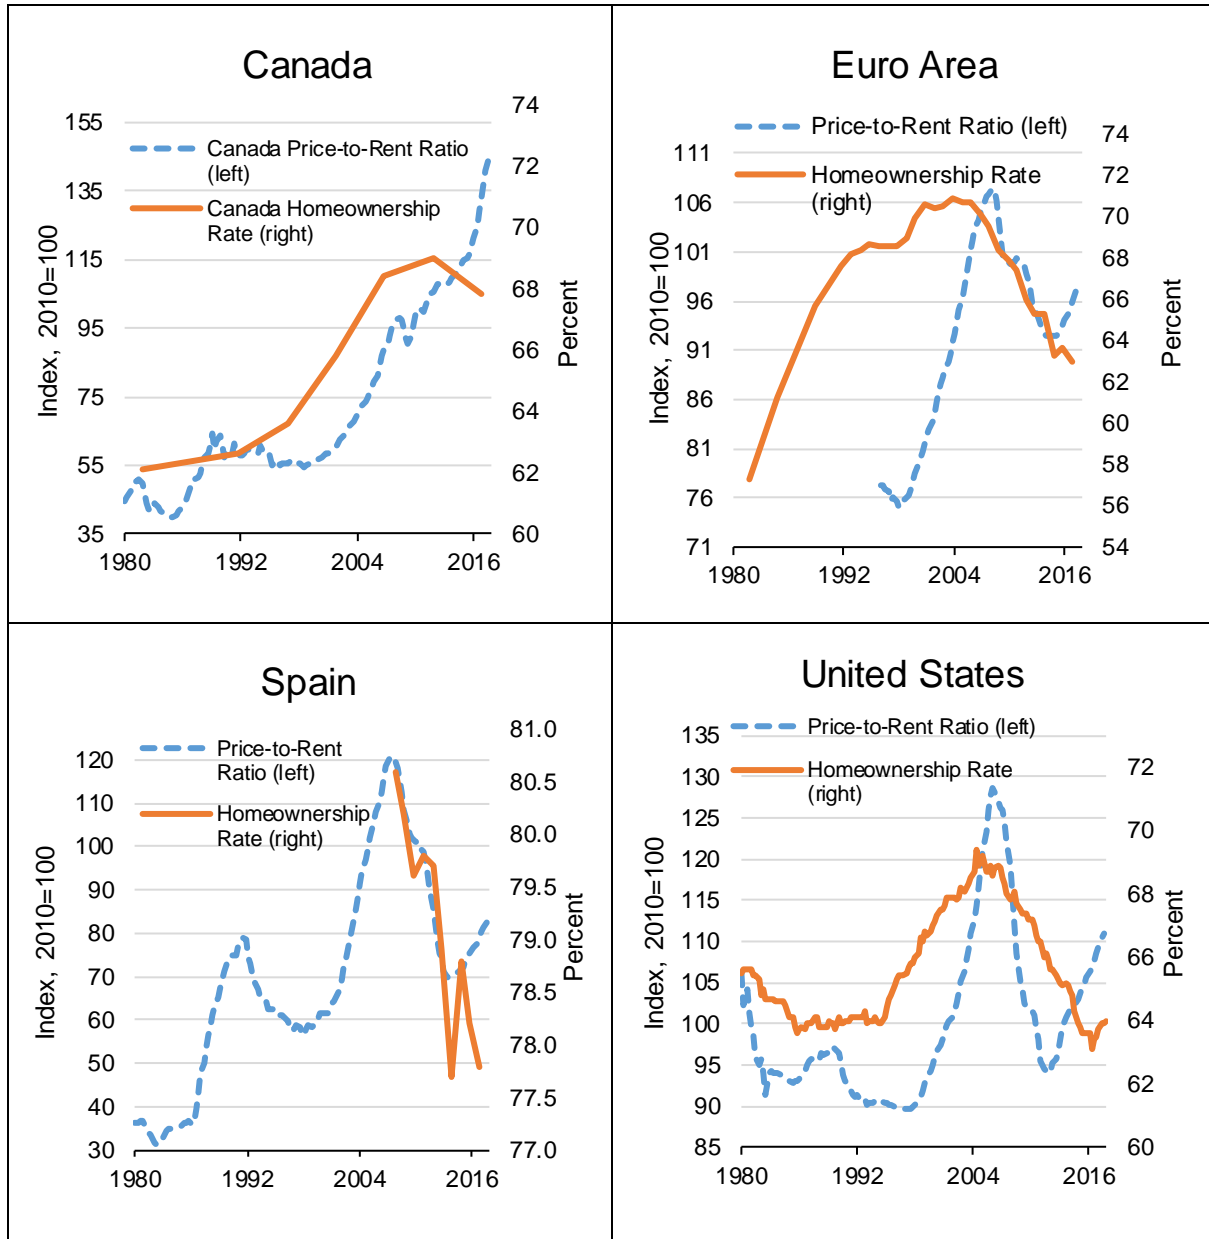 Canada
74
155
72
135
70
115
68
95
66
75
64
55
62
35
60
Canada Price-to-Rent Ratio
(left)
Canada Homeownership
Rate (right)
Index, 2010=100
Percent
1980 1992 2004 2016
Euro Area
Price-to-Rent Ratio (left)
Homeownership Rate
(right)
111
106
101
96
91
86
81
76
71
74
72
70
68
66
64
62
60
58
56
54
Index, 2010=100
Percent
1980 1992 2004 2016
Spain
Price-to-Rent
Ratio (left)
Homeownership
Rate (right)
120
110
100
90
80
70
60
50
40
30
81.0
80.5
80.0
79.5
79.0
78.5
78.0
77.5
77.0
Index, 2010=100
Percent
1980 1992 2004 2016
United States
Price-to-Rent Ratio (left)
Homeownership Rate
(right)
135
130
125
120
115
110
105
100
95
90
85
72
70
68
66
64
62
60
Index, 2010=100
Percent
1980 1992 2004 2016